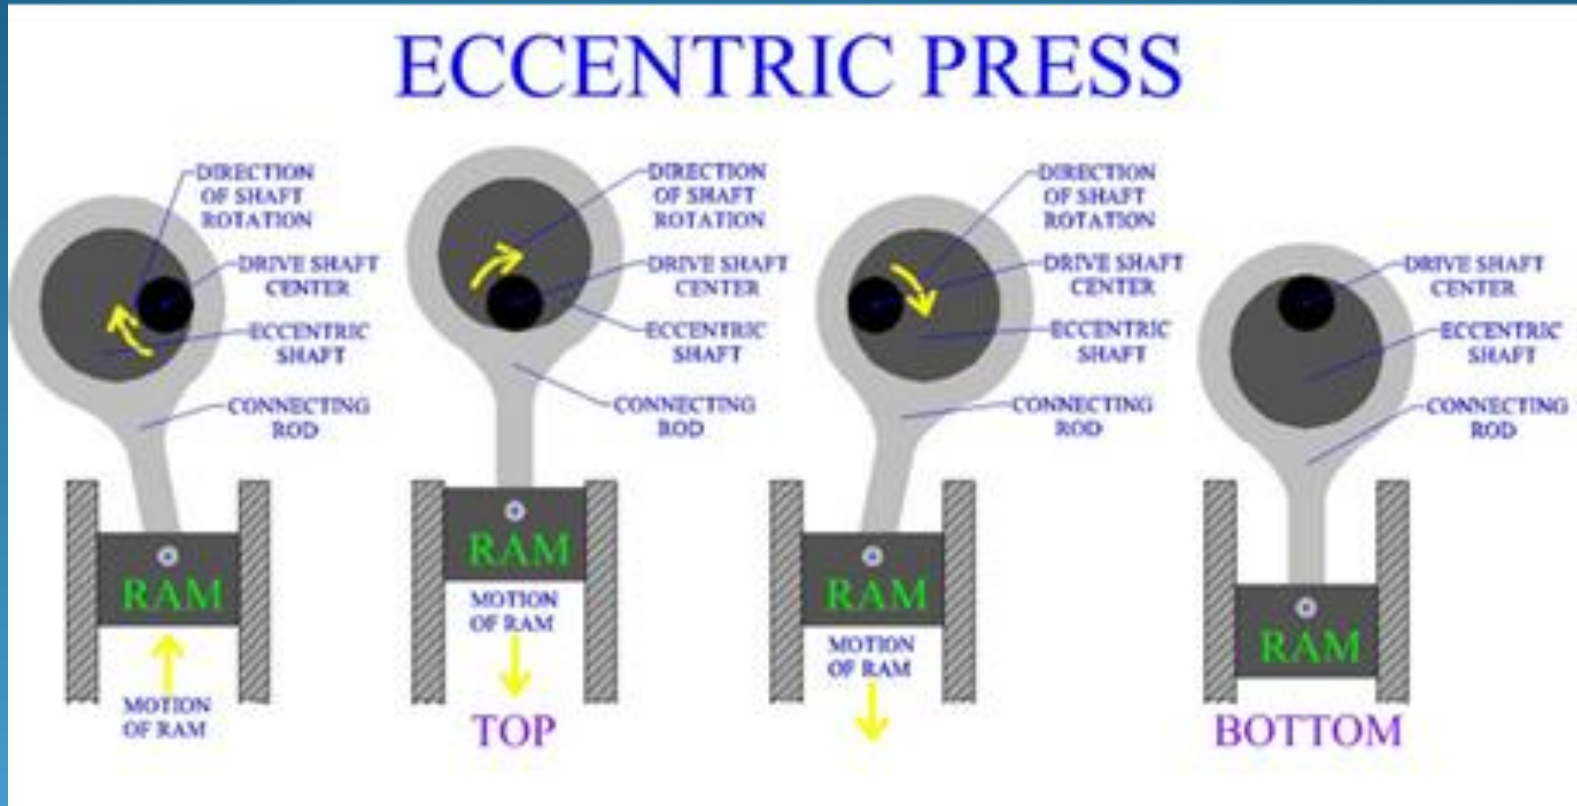 ECCENTRIC PRESS
DIRECTION
OF SHAFT
ROTATION
DRIVE SHAFT
CENTER
ECCENTRIC
SHAFT
CONNECTING
ROD
RAM
MOTION
OF RAM
DIRECTION
OF SHAFT
ROTATION
DRIVE SHAFT
CENTER
ECCENTRIC
SHAFT
CONNECTING
ROD
RAM
MOTION
OF RAM
TOP
DIRECTION
OF SHAFT
ROTATION
DRIVE SHAFT
CENTER
ECCENTRIC
SHAFT
CONNECTING
ROD
RAM
MOTION
OF RAM
DRIVE SHAFT
CENTER
ECCENTRIC
SHAFT
CONNECTING
ROD
RAM
BOTTOM